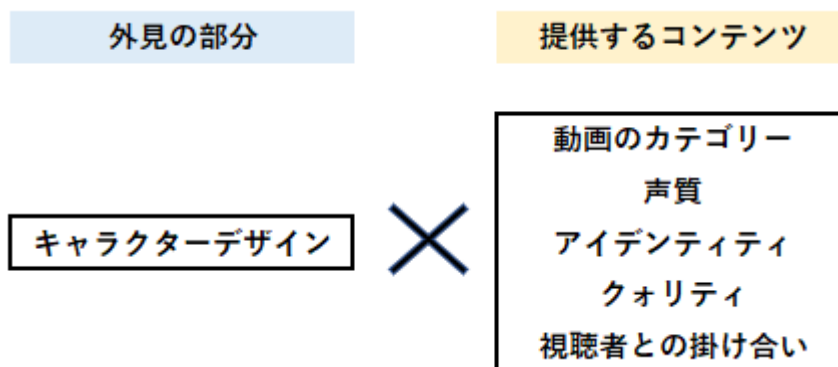 外見の部分
提供するコンテンツ
キャラクターデザイン
動画のカテゴリー
声質
アイデンティティ
クォリティ
視聴者との掛け合い